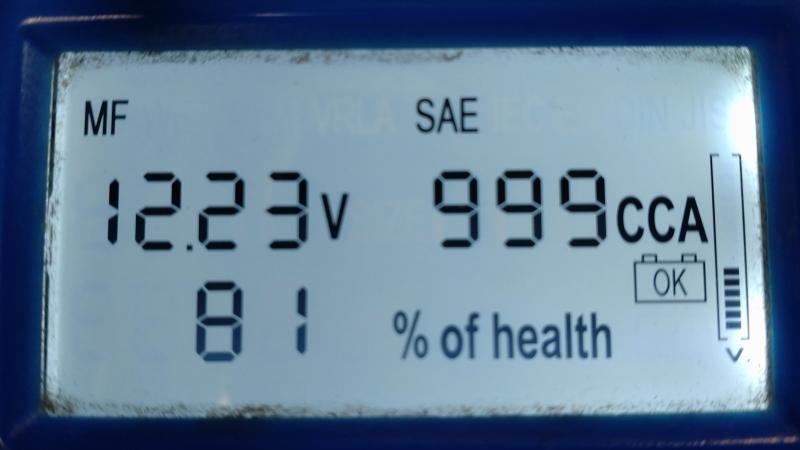 MF SAE
12.23V 999CCA
OK
81 % of health